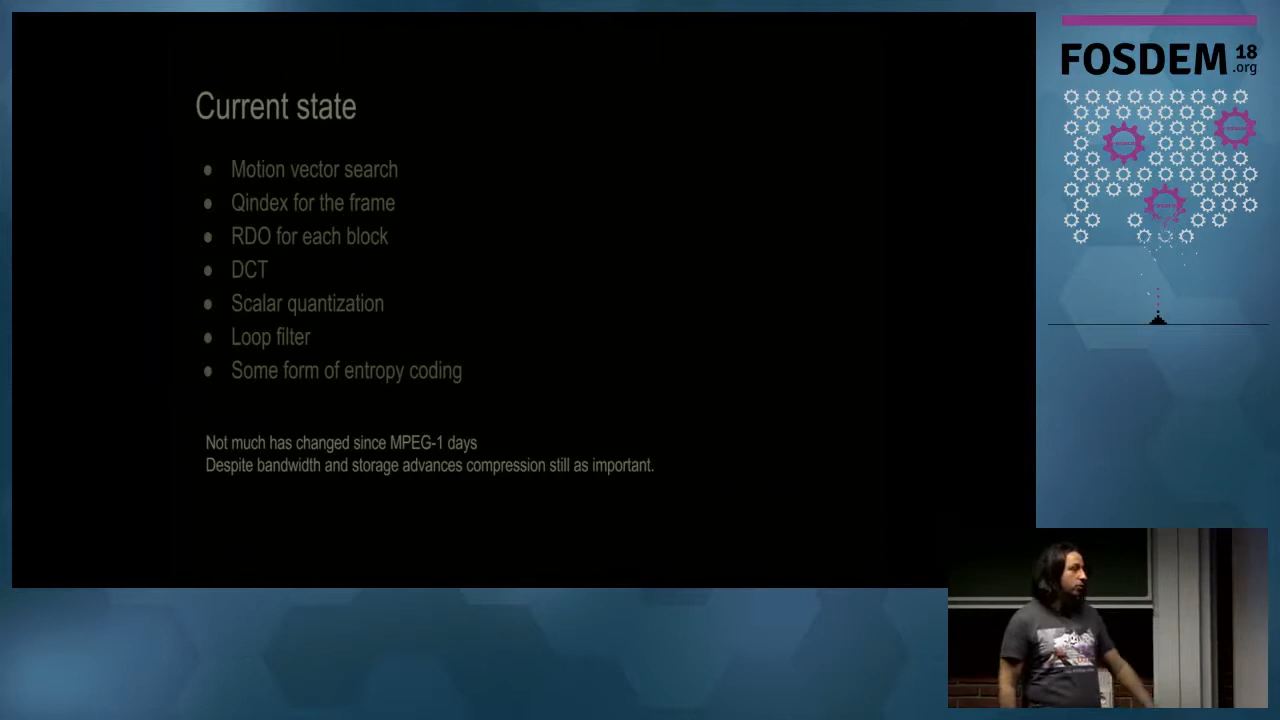 Current state
Motion vector search
Qindex for the frame
RDO for each block
DCT
Scalar quantization
Loop filter
Some form of entropy coding
Not much has changed since MPEG-1 days
Despite bandwidth and storage advances compression still as important.
FOSDEM 18
.org